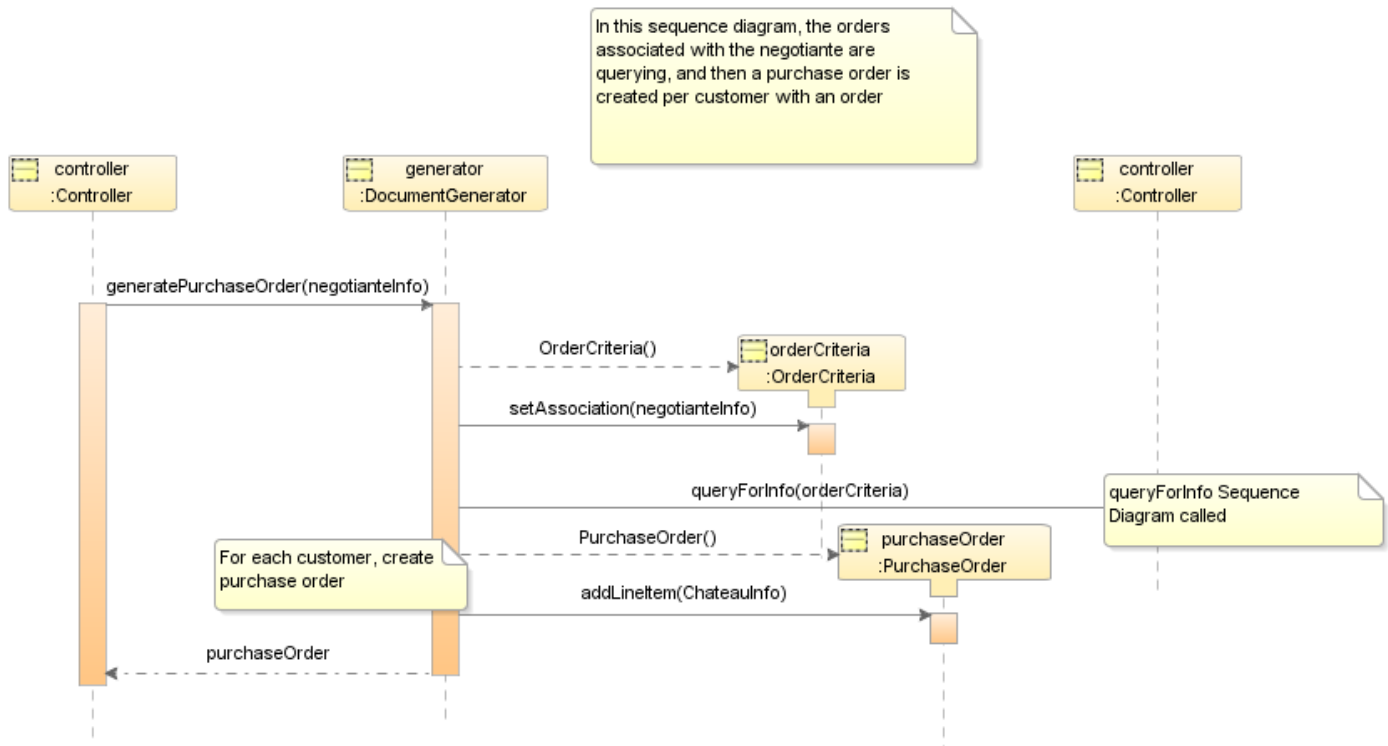 In this sequence diagram, the orders
associated with the negotiante are
querying, and then a purchase order is
created per customer with an order
controller
:Controller
generator
:DocumentGenerator
controller
:Controller
generatePurchaseOrder(negotianteInfo)
OrderCriteria()
orderCriteria
:OrderCriteria
setAssociation(negotianteInfo)
queryForInfo(orderCriteria)
queryForInfo Sequence
Diagram called
PurchaseOrder()
purchaseOrder
:PurchaseOrder
For each customer, create
purchase order
addLineItem(ChateauInfo)
purchaseOrder